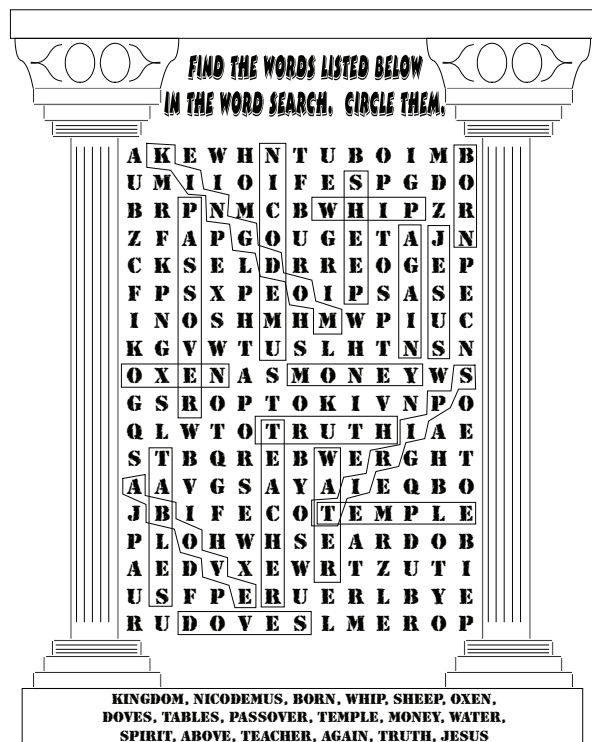 FIND THE WORDS LISTED BELOW
IN THE WORD SEARCH. CIRCLE THEM.
A K E W H N T U B O I M B
U M I I O I F E S P G D O
B R P N M C B W H I P Z R
Z F A P G O U G E T A J N
C K S E L D R R E O G E P
F P S X P E O I P S A S E
I N O S H M H M W P I U C
K G V W T U S L H T N S N
O X E N A S M O N E Y W S
G S R O P T O K I V N P O
Q L W T O T R U T H I A E
S T B Q R E B W E R G H T
A A V G S A Y A I E Q B O
J B I F E C O T E M P L E
P L O H W H S E A R D O B
A E D V X E W R T Z U T I
U S F P E R U E R L B Y E
R U D O V E S L M E R O P
KINGDOM, NICODEMUS, BORN, WHIP, SHEEP, OXEN,
DOVES, TABLES, PASSOVER, TEMPLE, MONEY, WATER,
SPIRIT, ABOVE, TEACHER, AGAIN, TRUTH, JESUS